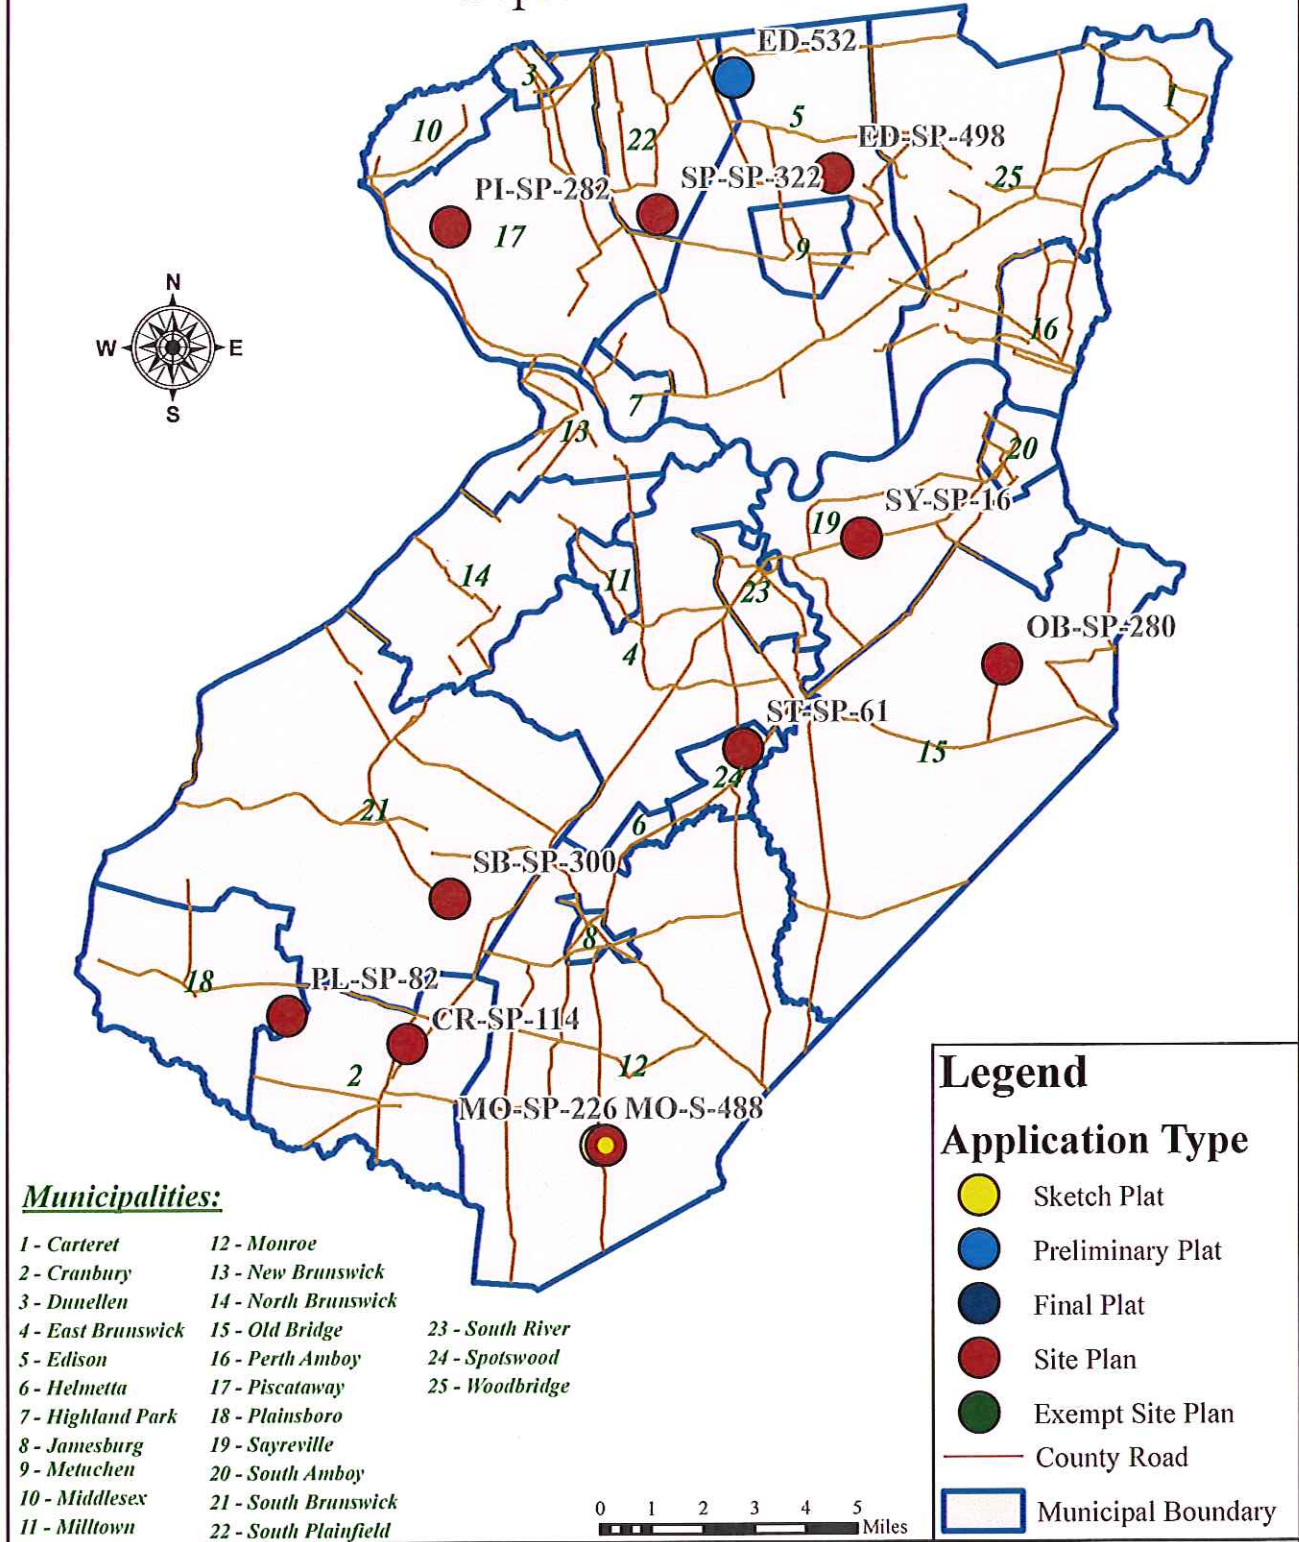 ED-532
3
1
10
22
5
ED-SP-498
25
PI-SP-282
SP-SP-322
17
9
N
W E
S
16
7
13
20
SY-SP-16
19
14
11
23
OB-SP-280
4
ST-SP-61
15
24
21
6
SB-SP-300
8
18
PL-SP-82
CR-SP-114
12
2
MO-SP-226 MO-S-488
Legend
Application Type
Sketch Plat
Preliminary Plat
Final Plat
Site Plan
Exempt Site Plan
County Road
Municipal Boundary
Municipalities:
1 - Carteret
2 - Cranbury
3 - Dunellen
4 - East Brunswick
5 - Edison
6 - Helmetta
7 - Highland Park
8 - Jamesburg
9 - Metuchen
10 - Middlesex
11 - Milltown
12 - Monroe
13 - New Brunswick
14 - North Brunswick
15 - Old Bridge
16 - Perth Amboy
17 - Piscataway
18 - Plainsboro
19 - Sayreville
20 - South Amboy
21 - South Brunswick
22 - South Plainfield
23 - South River
24 - Spotswood
25 - Woodbridge
0 1 2 3 4 5
Miles